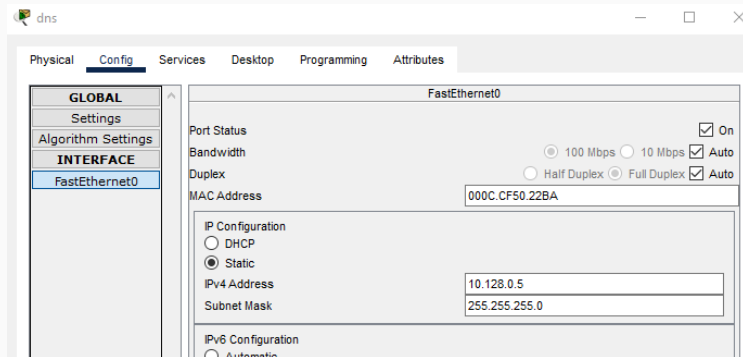 dns
Physical Config Services Desktop Programming Attributes
GLOBAL
Settings
Algorithm Settings
INTERFACE
FastEthernet0
FastEthernet0
Port Status On
Bandwidth 100 Mbps 10 Mbps Auto
Duplex Half Duplex Full Duplex Auto
MAC Address 000C.CF50.22BA
IP Configuration
DHCP
Static
IPv4 Address 10.128.0.5
Subnet Mask 255.255.255.0
IPv6 Configuration
Automatic